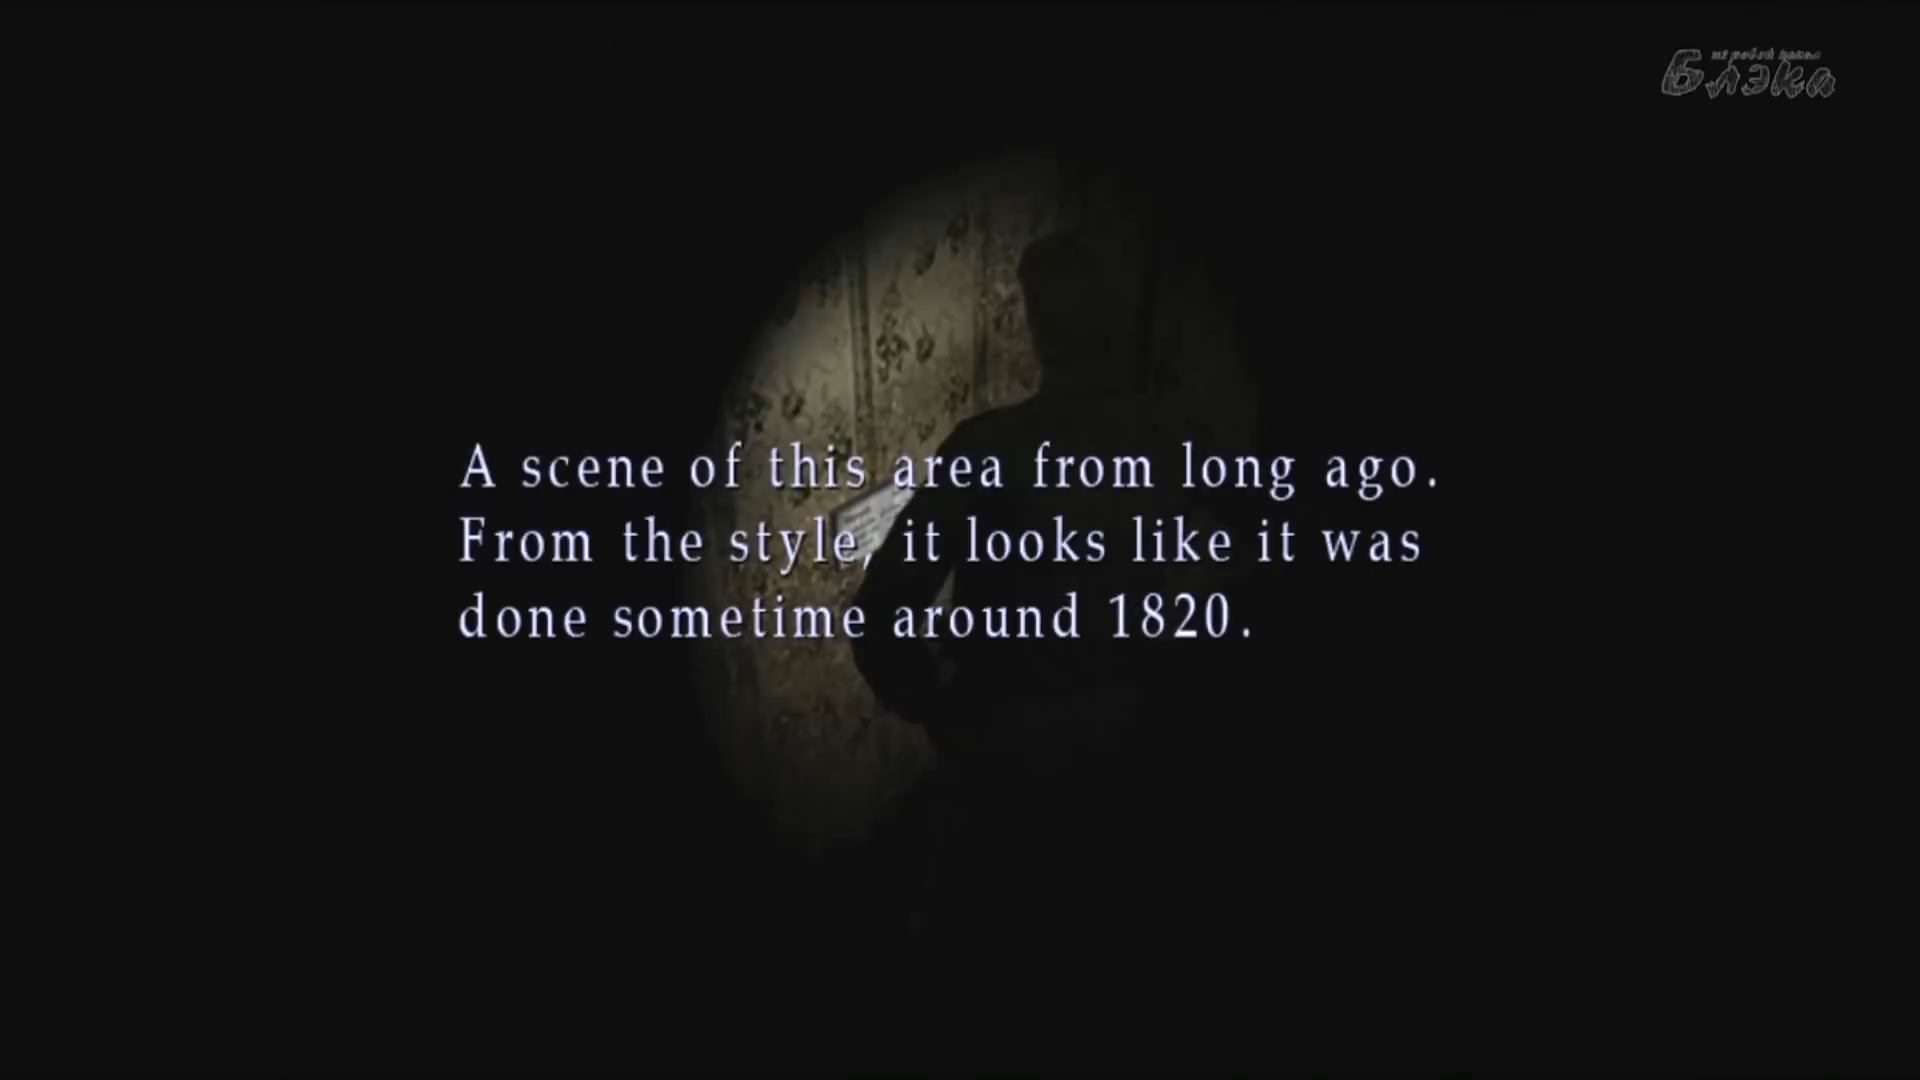 Блэка
A scene of this area from long ago.
From the style, it looks like it was
done sometime around 1820.